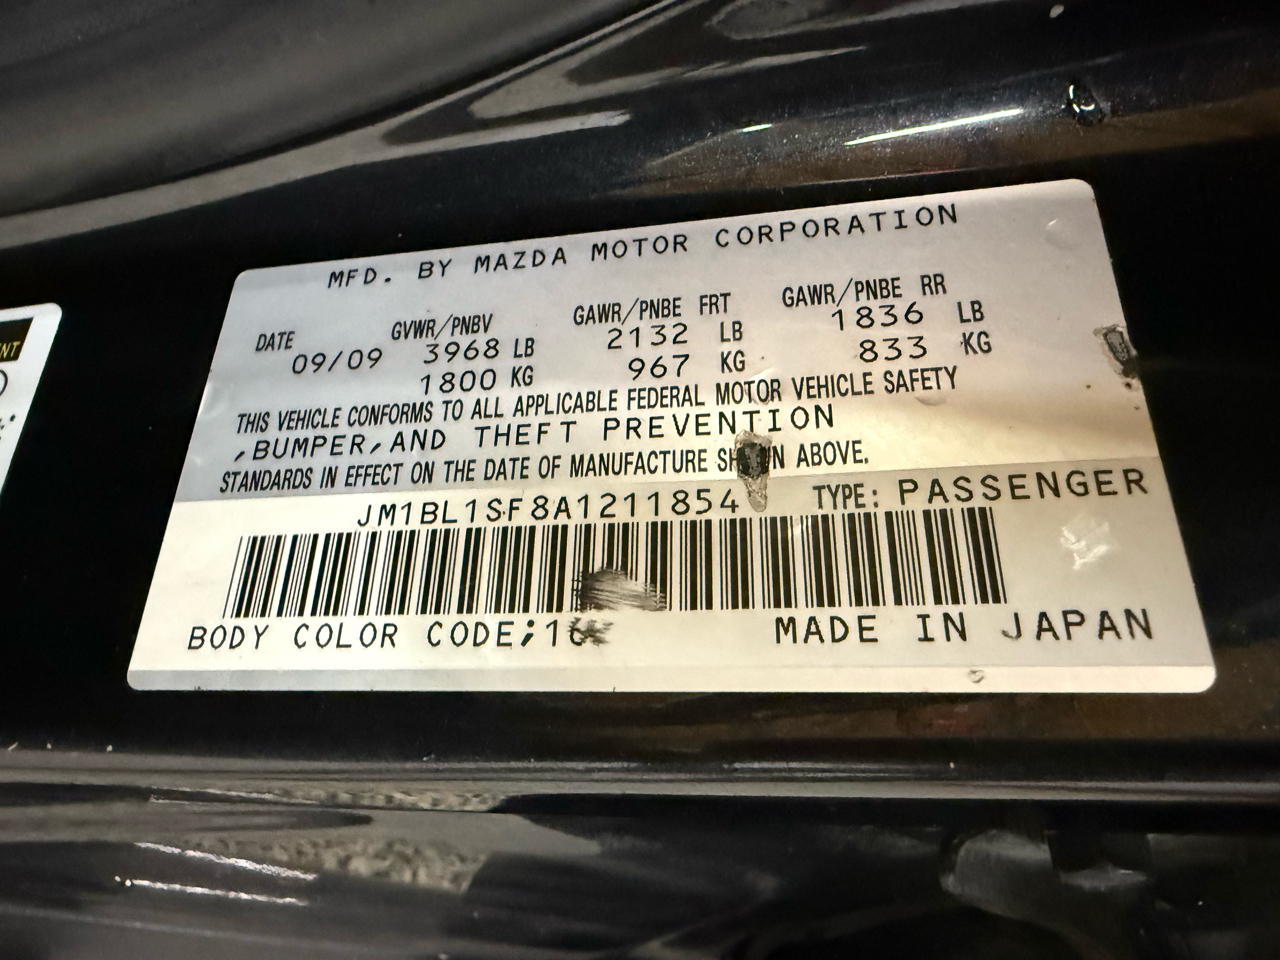 MFD. BY MAZDA MOTOR CORPORATION
DATE GVWR/PNBV GAWR/PNBE FRT GAWR/PNBE RR
09/09 3968 LB 2132 LB 1836 LB
1800 KG 967 KG 833 KG
THIS VEHICLE CONFORMS TO ALL APPLICABLE FEDERAL MOTOR VEHICLE SAFETY
,BUMPER,AND THEFT PREVENTION
STANDARDS IN EFFECT ON THE DATE OF MANUFACTURE SHOWN ABOVE.
JM1BL1SF8A1211854 TYPE: PASSENGER
BODY COLOR CODE;
MADE IN JAPAN